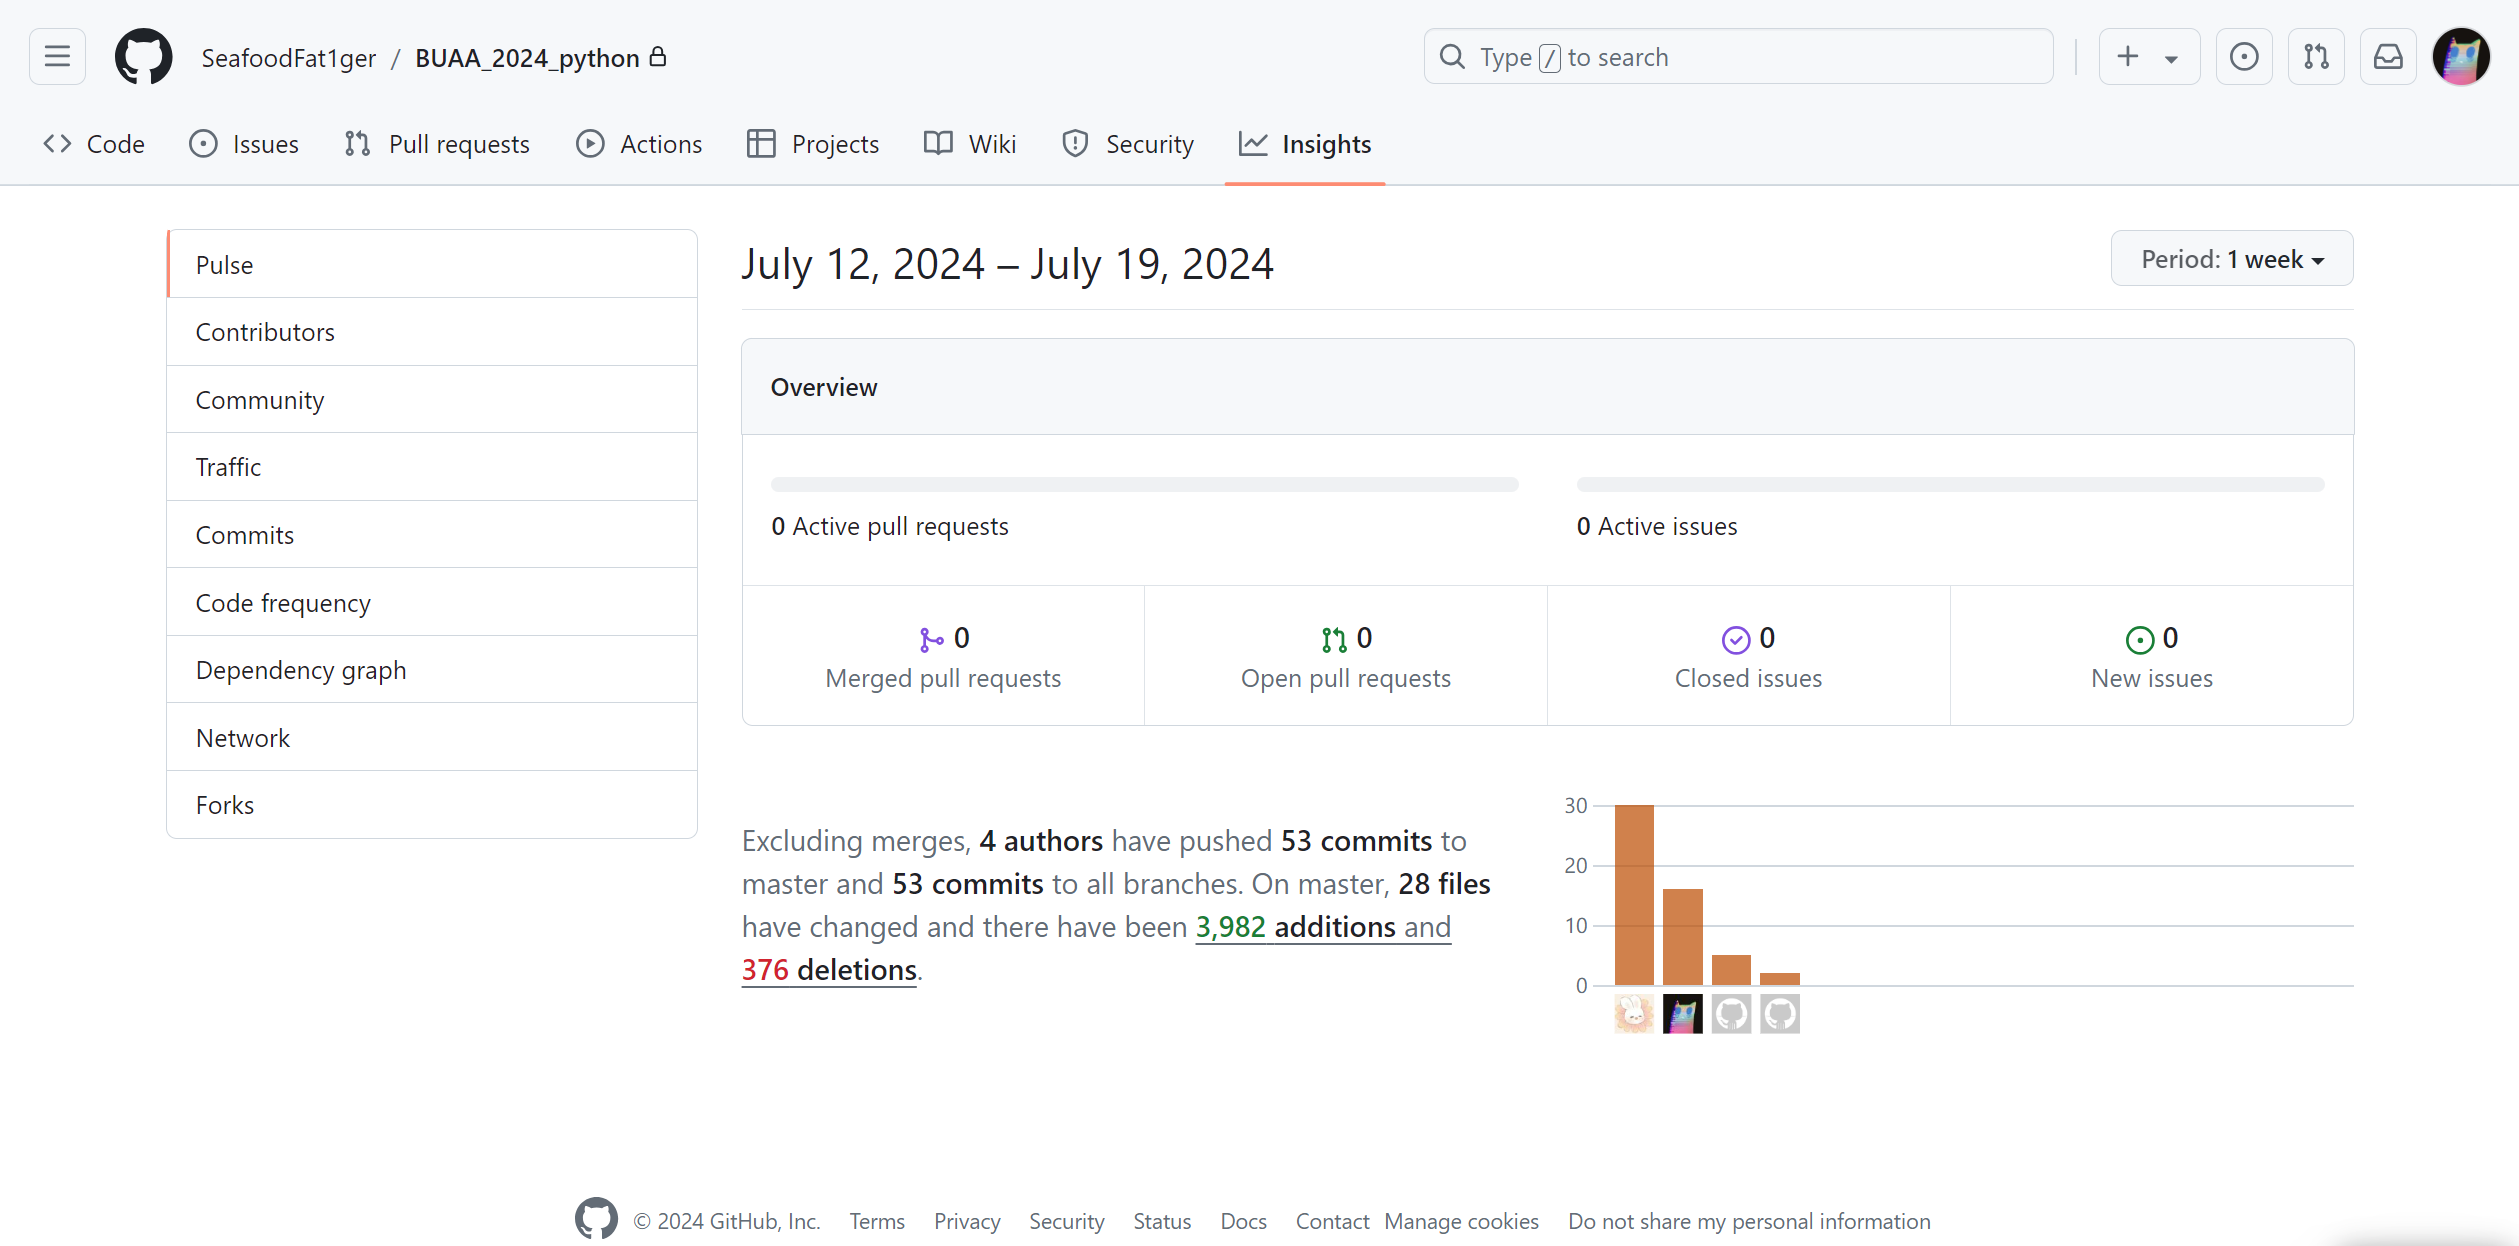 SeafoodFat1ger / BUAA_2024_python
Type / to search
Code Issues Pull requests Actions Projects Wiki Security Insights
Pulse
Contributors
Community
Traffic
Commits
Code frequency
Dependency graph
Network
Forks
July 12, 2024 – July 19, 2024
Period: 1 week
Overview
0 Active pull requests
0 Active issues
0
Merged pull requests
0
Open pull requests
0
Closed issues
0
New issues
Excluding merges, 4 authors have pushed 53 commits to
master and 53 commits to all branches. On master, 28 files
have changed and there have been 3,982 additions and
376 deletions.
30
20
10
0
© 2024 GitHub, Inc. Terms Privacy Security Status Docs Contact Manage cookies Do not share my personal information